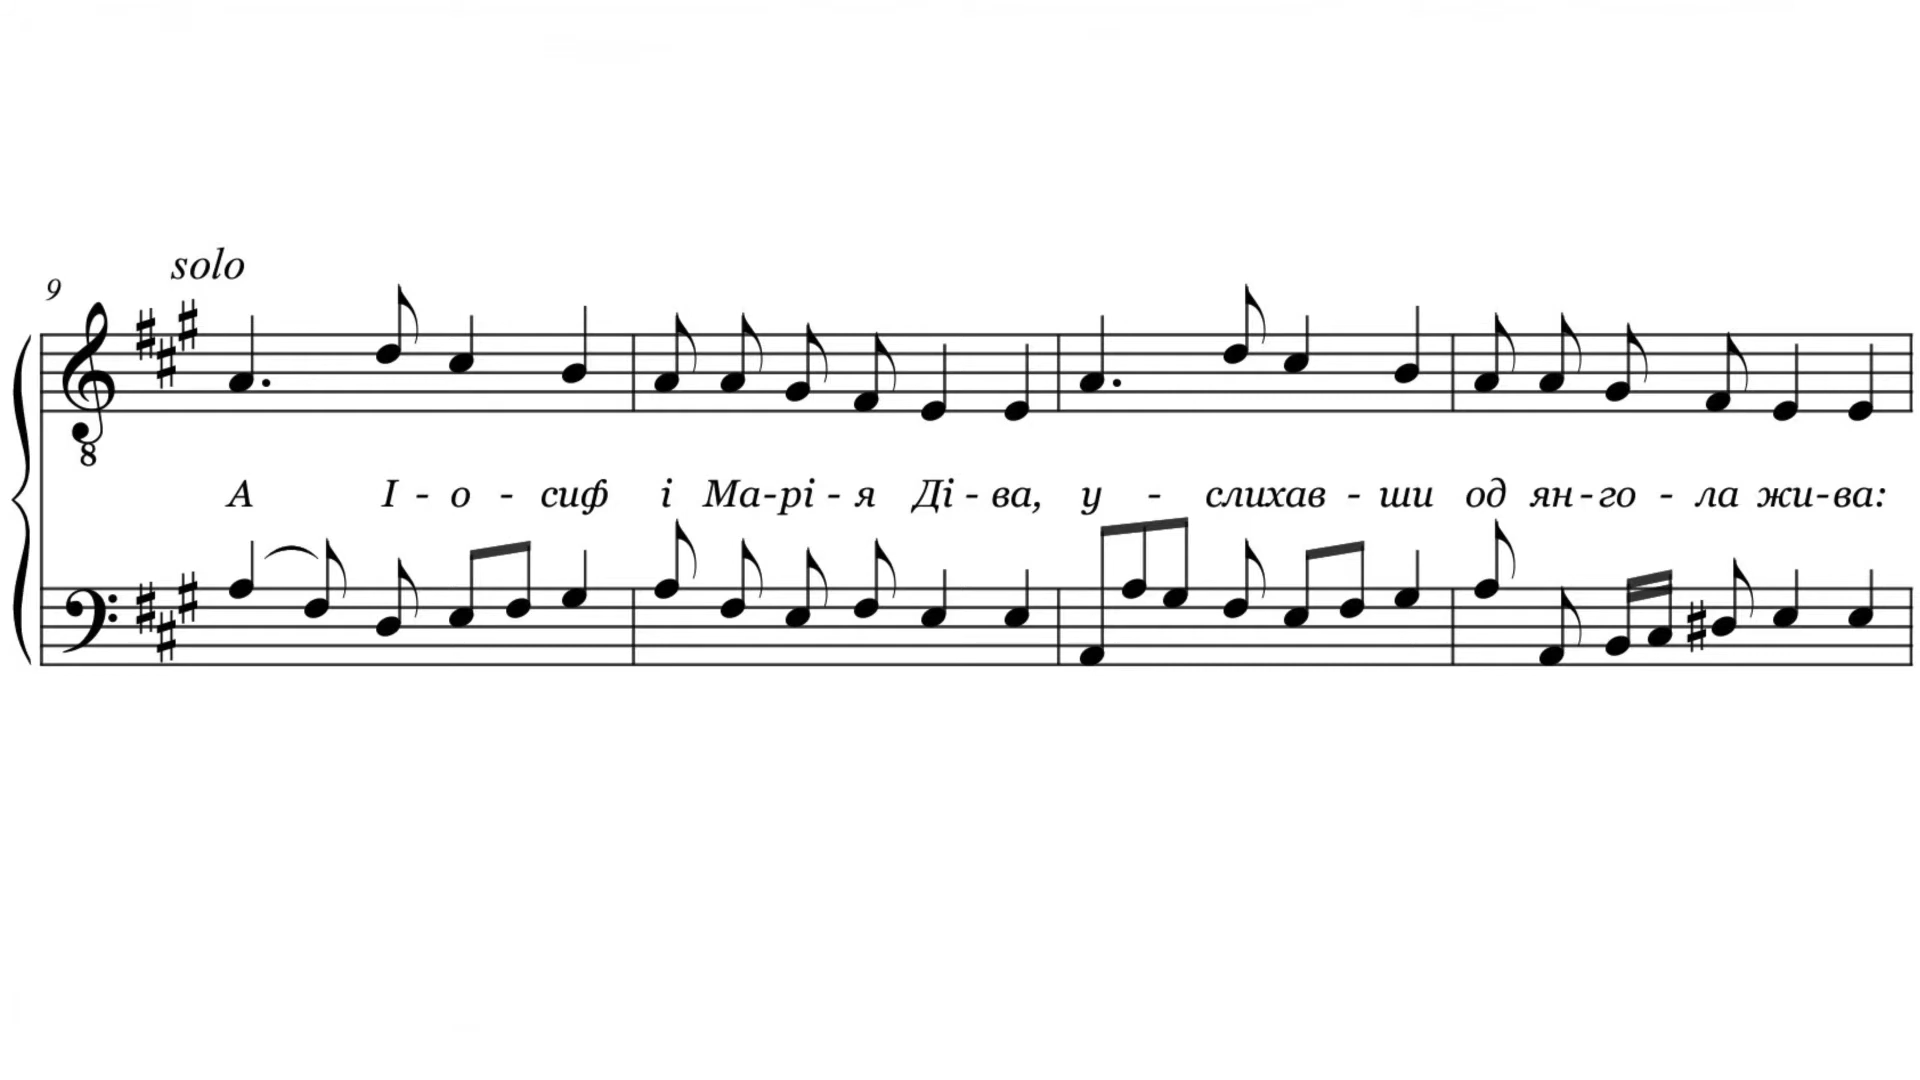 solo
9
8
А І - о - сиф і Ма-рі - я Ді - ва, у - слихав - ши од ян-го - ла жи-ва: